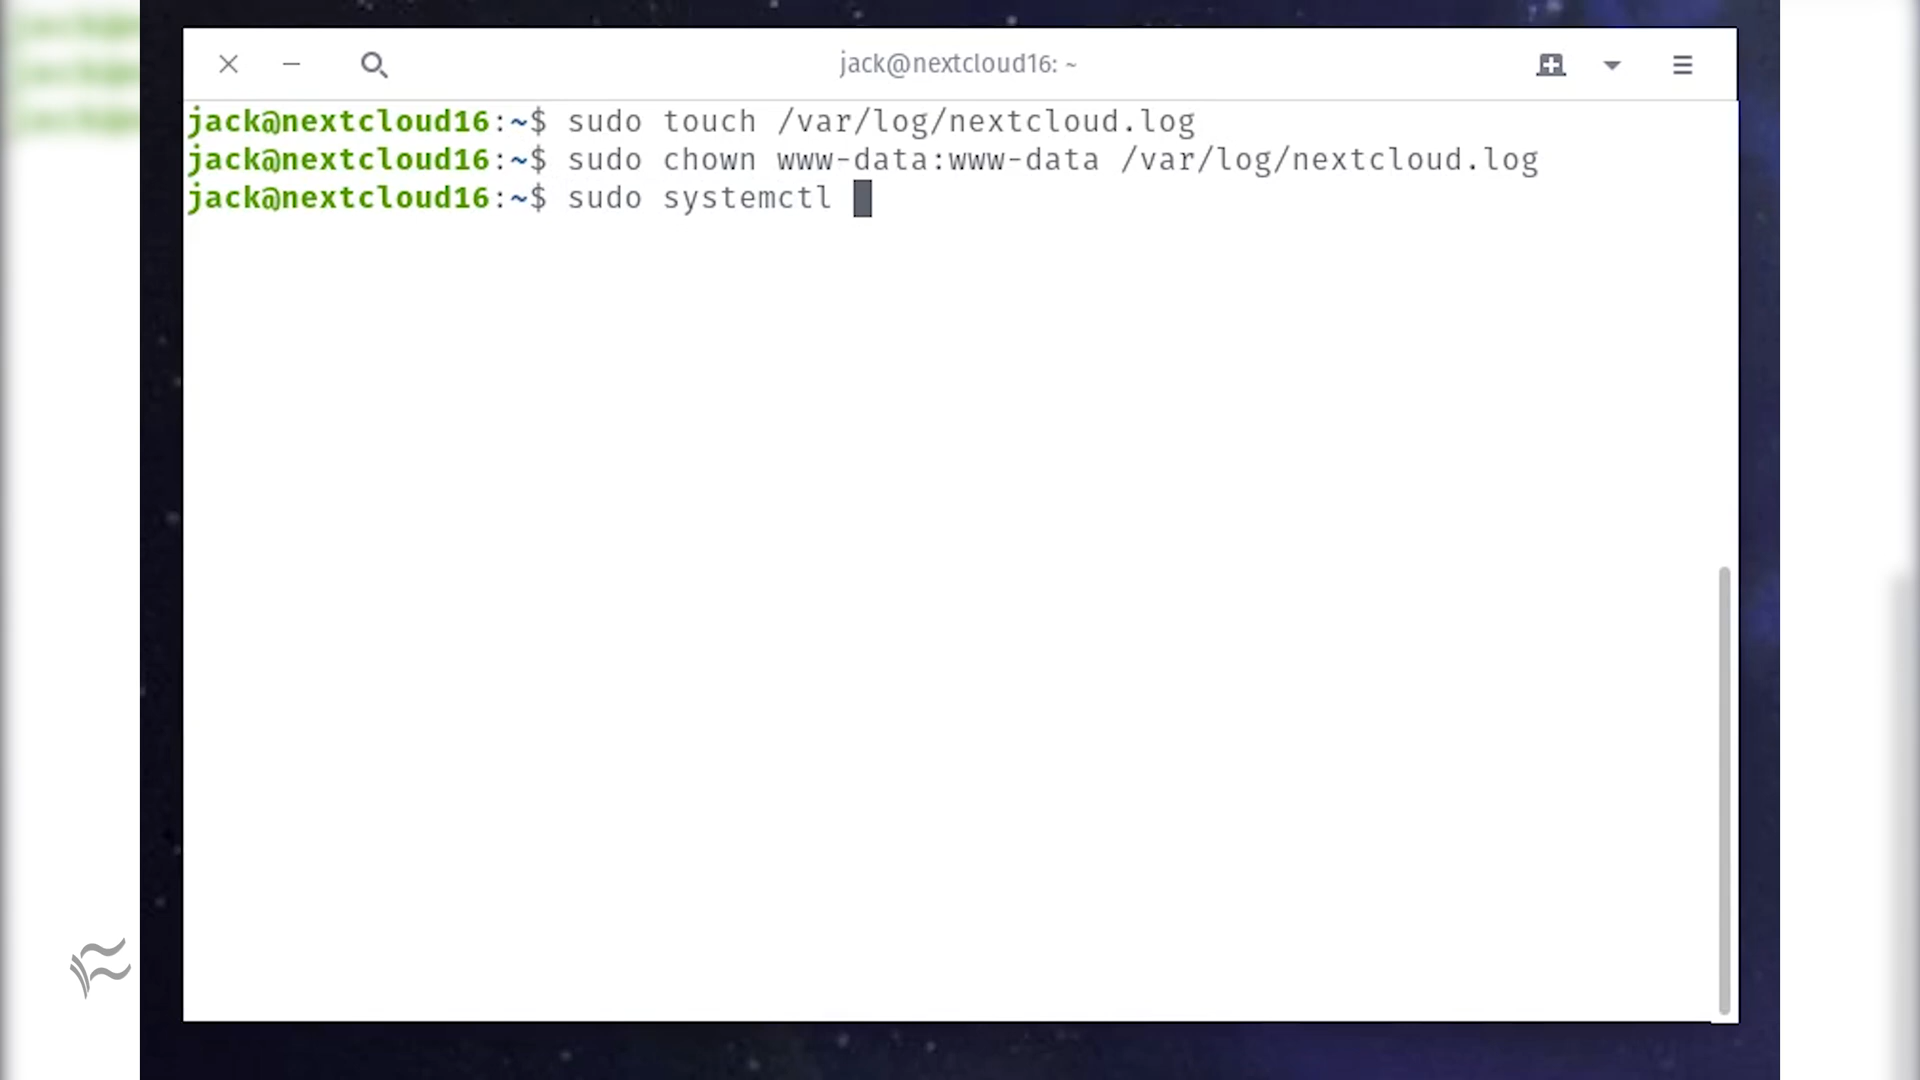 jack@nextcloud16: ~
jack@nextcloud16:~$ sudo touch /var/log/nextcloud.log
jack@nextcloud16:~$ sudo chown www-data:www-data /var/log/nextcloud.log
jack@nextcloud16:~$ sudo systemctl